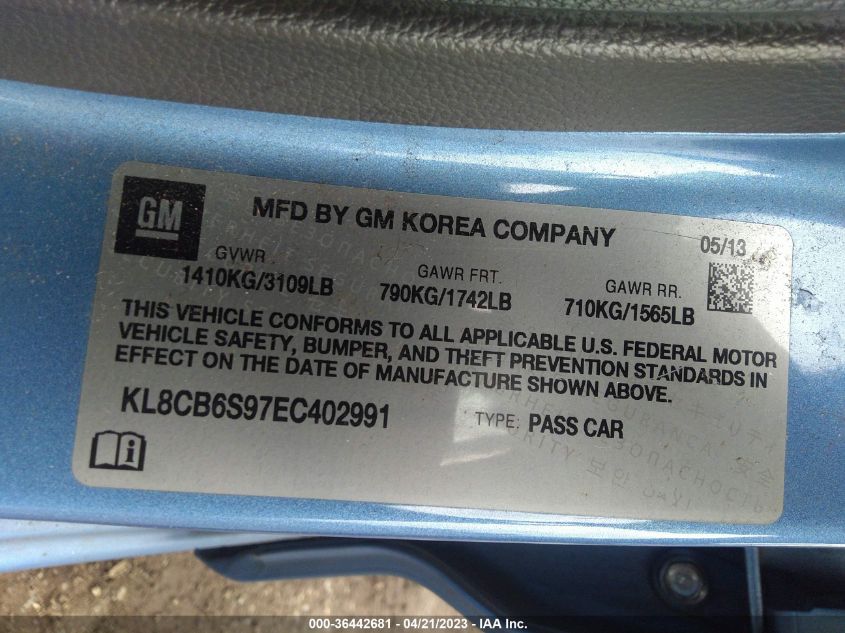 GM
MFD BY GM KOREA COMPANY
05/13
GVWR
1410KG/3109LB
GAWR FRT.
790KG/1742LB
GAWR RR.
710KG/1565LB
THIS VEHICLE CONFORMS TO ALL APPLICABLE U.S. FEDERAL MOTOR
VEHICLE SAFETY, BUMPER, AND THEFT PREVENTION STANDARDS IN
EFFECT ON THE DATE OF MANUFACTURE SHOWN ABOVE.
KL8CB6S97EC402991
TYPE: PASS CAR
000-36442681 - 04/21/2023 - IAA Inc.